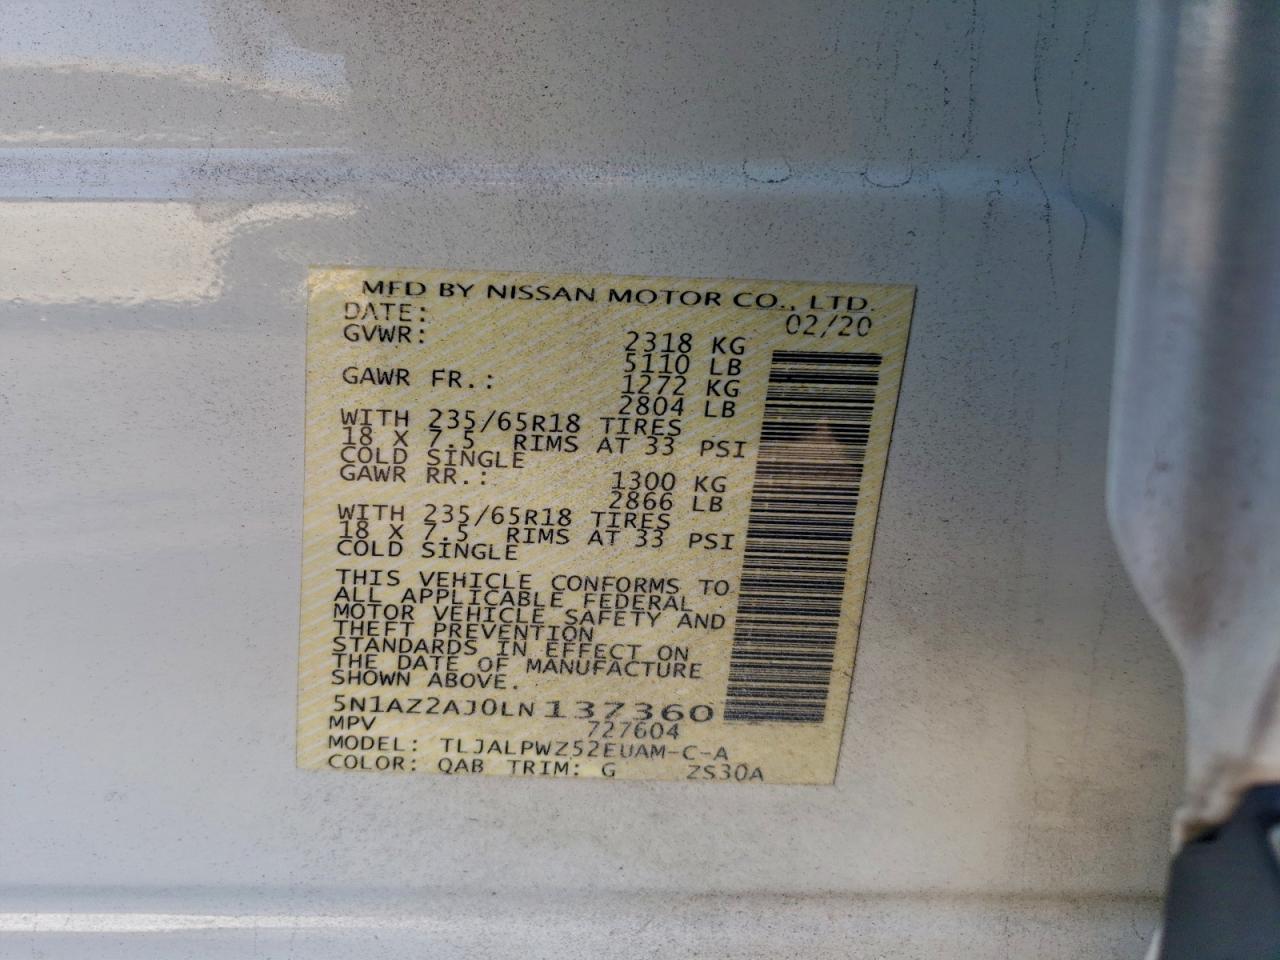 MFD BY NISSAN MOTOR CO., LTD.
DATE: 02/20
GVWR: 2318 KG
5110 LB
GAWR FR.: 1272 KG
2804 LB
WITH 235/65R18 TIRES
18 X 7.5 RIMS AT 33 PSI
COLD SINGLE
GAWR RR.: 1300 KG
2866 LB
WITH 235/65R18 TIRES
18 X 7.5 RIMS AT 33 PSI
COLD SINGLE
THIS VEHICLE CONFORMS TO
ALL APPLICABLE FEDERAL
MOTOR VEHICLE SAFETY AND
THEFT PREVENTION
STANDARDS IN EFFECT ON
THE DATE OF MANUFACTURE
SHOWN ABOVE.
5N1AZ2AJ0LN137360
MPV 727604
MODEL: TLJALPWZ52EUAM-C-A
COLOR: QAB TRIM: G ZS30A